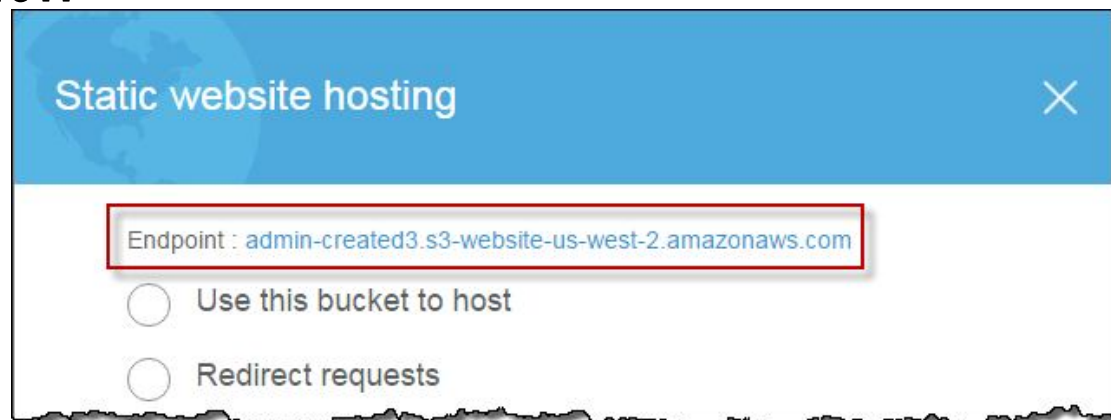 Static website hosting
Endpoint : admin-created3.s3-website-us-west-2.amazonaws.com
Use this bucket to host
Redirect requests